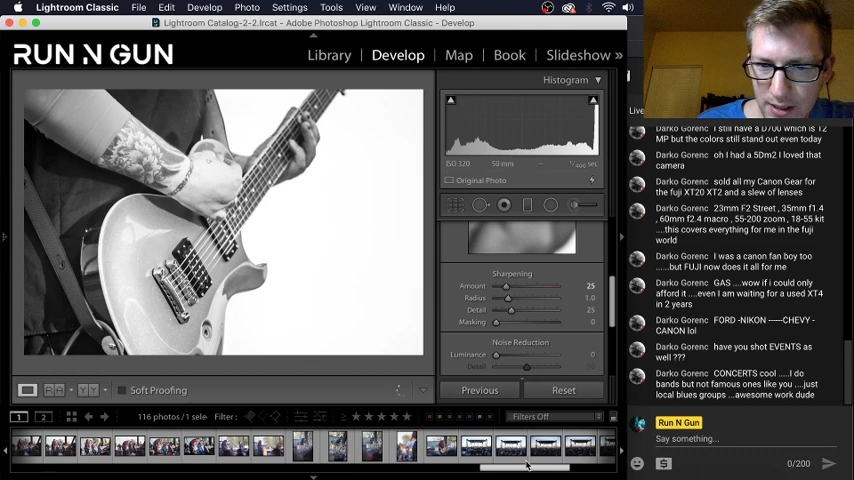 Lightroom Classic File Edit Develop Photo Settings Tools View Window Help
Lightroom Catalog-2-2.lrcat - Adobe Photoshop Lightroom Classic - Develop
RUN N GUN
Library | Develop | Map | Book | Slideshow »
Histogram
ISO 320 50 mm 1/400 sec
Original Photo
Sharpening
Amount 25
Radius 1.0
Detail 25
Masking 0
Noise Reduction
Luminance 0
Detail
Previous Reset
Soft Proofing
1 2 116 photos / 1 sele Filter : Filters Off
Live
Darko Gorenc I still have a D700 which is 12
MP but the colors still stand out even today
Darko Gorenc oh I had a 5Dm2 I loved that
camera
Darko Gorenc sold all my Canon Gear for
the fuji XT20 XT2 and a slew of lenses
Darko Gorenc 23mm F2 Street , 35mm f1.4
, 60mm f2.4 macro , 55-200 zoom , 18-55 kit
....this covers everything for me in the fuji
world
Darko Gorenc I was a canon fan boy too
......but FUJI now does it all for me
Darko Gorenc GAS ....wow if i could only
afford it ....even I am waiting for a used XT4
in 2 years
Darko Gorenc FORD -NIKON ------CHEVY -
CANON lol
Darko Gorenc have you shot EVENTS as
well ???
Darko Gorenc CONCERTS cool ....I do
bands but not famous ones like you ....just
local blues groups ...awesome work dude
Run N Gun
Say something...
0/200